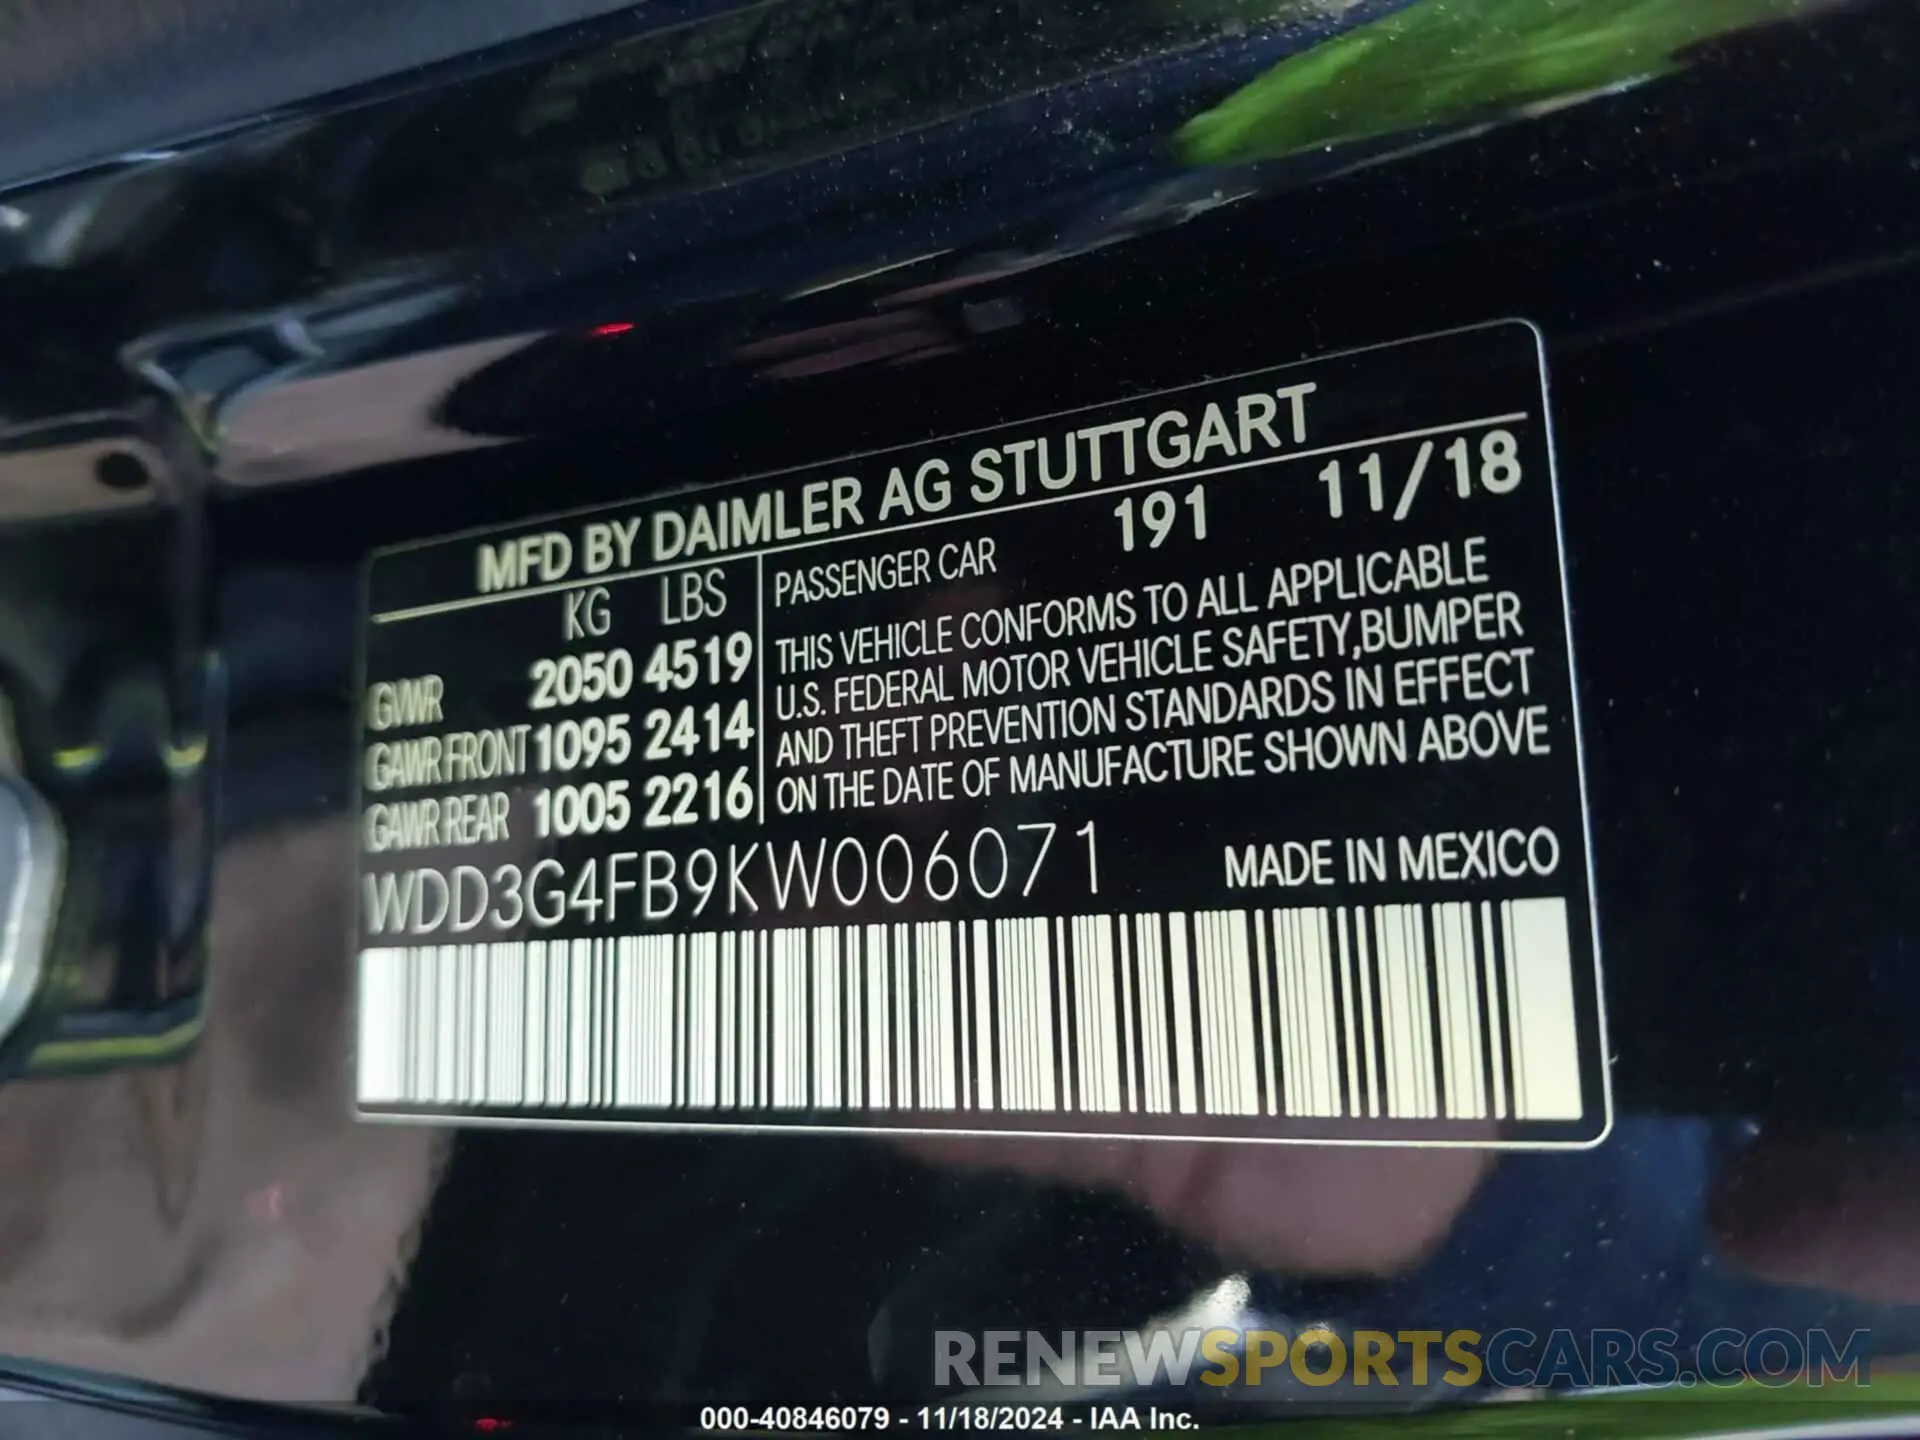 MFD BY DAIMLER AG STUTTGART
KG LBS
GVWR 2050 4519
GAWR FRONT 1095 2414
GAWR REAR 1005 2216
PASSENGER CAR 191 11/18
THIS VEHICLE CONFORMS TO ALL APPLICABLE
U.S. FEDERAL MOTOR VEHICLE SAFETY,BUMPER
AND THEFT PREVENTION STANDARDS IN EFFECT
ON THE DATE OF MANUFACTURE SHOWN ABOVE
WDD3G4FB9KW006071 MADE IN MEXICO
RENEWSPORTSCARS.COM
000-40846079 - 11/18/2024 - IAA Inc.